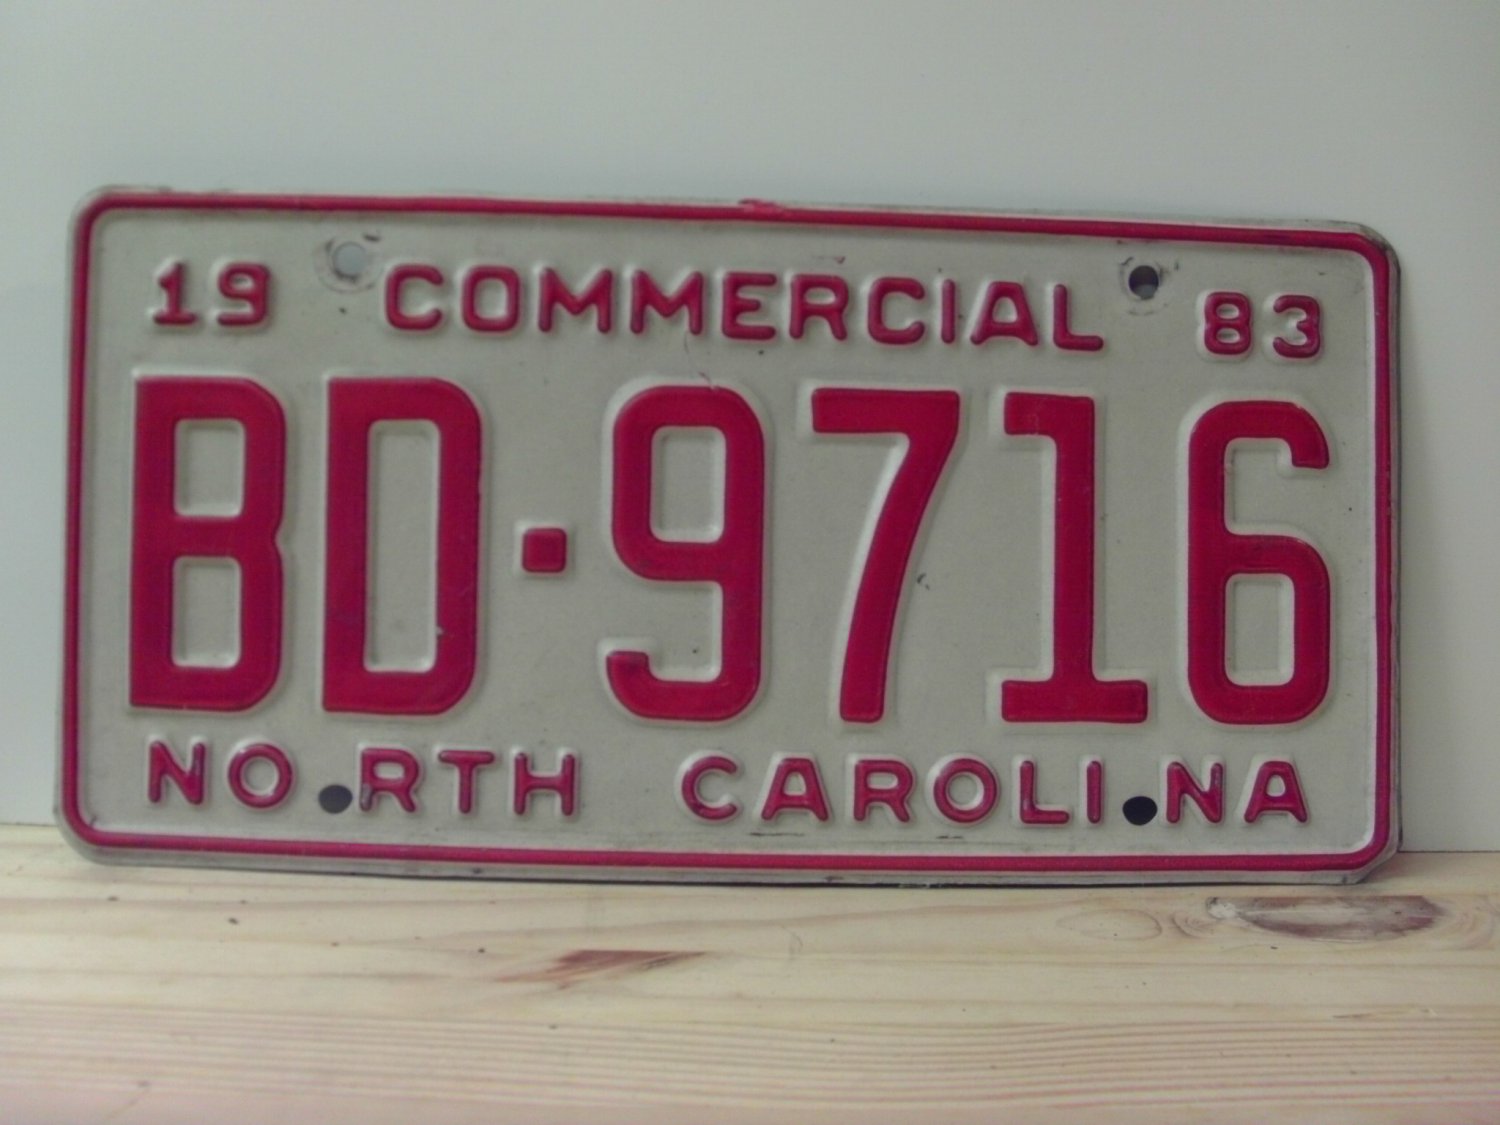 19 COMMERCIAL 83
BD-9716
NORTH CAROLINA